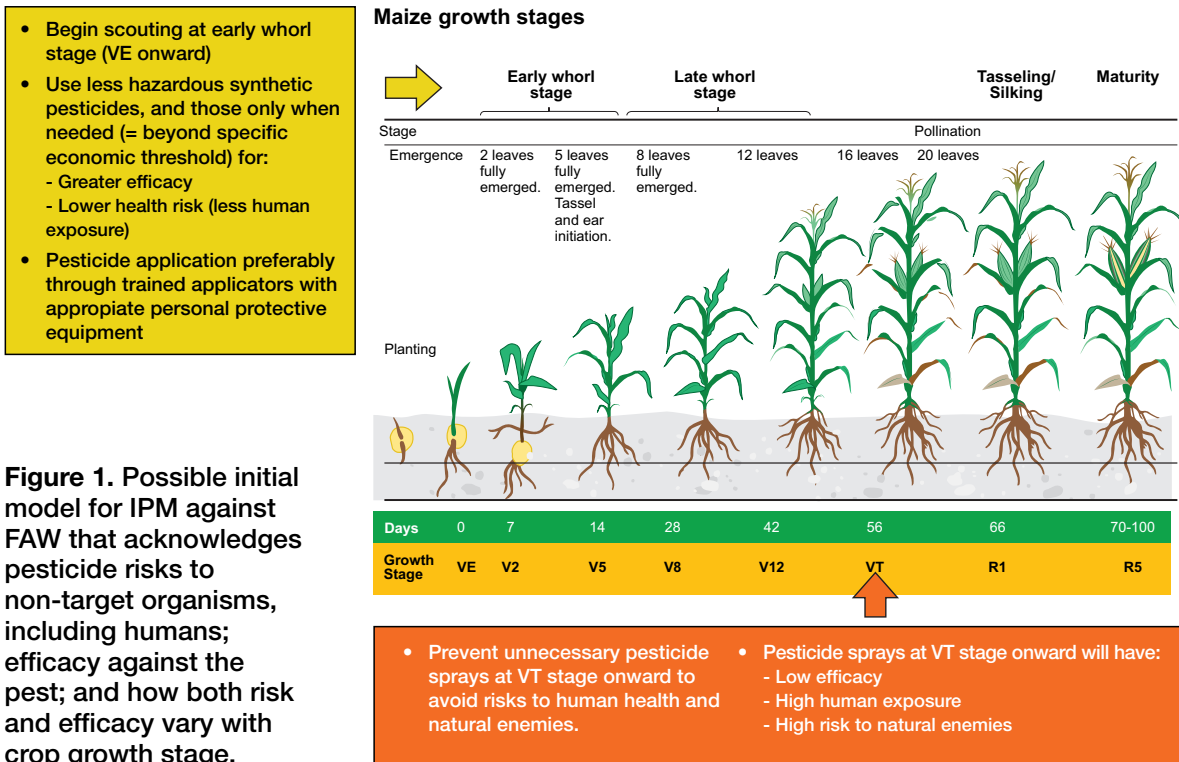 • Begin scouting at early whorl
stage (VE onward)
• Use less hazardous synthetic
pesticides, and those only when
needed (= beyond specific
economic threshold) for:
- Greater efficacy
- Lower health risk (less human
exposure)
• Pesticide application preferably
through trained applicators with
appropiate personal protective
equipment
Figure 1. Possible initial
model for IPM against
FAW that acknowledges
pesticide risks to
non-target organisms,
including humans;
efficacy against the
pest; and how both risk
and efficacy vary with
crop growth stage.
Maize growth stages
Early whorl
stage
Late whorl
stage
Tasseling/
Silking
Maturity
Stage
Pollination
Emergence
2 leaves
fully
emerged.
5 leaves
fully
emerged.
Tassel
and ear
initiation.
8 leaves
fully
emerged.
12 leaves
16 leaves
20 leaves
Planting
Days 0 7 14 28 42 56 66 70-100
Growth
Stage
VE V2 V5 V8 V12 VT R1 R5
• Prevent unnecessary pesticide
sprays at VT stage onward to
avoid risks to human health and
natural enemies.
• Pesticide sprays at VT stage onward will have:
- Low efficacy
- High human exposure
- High risk to natural enemies